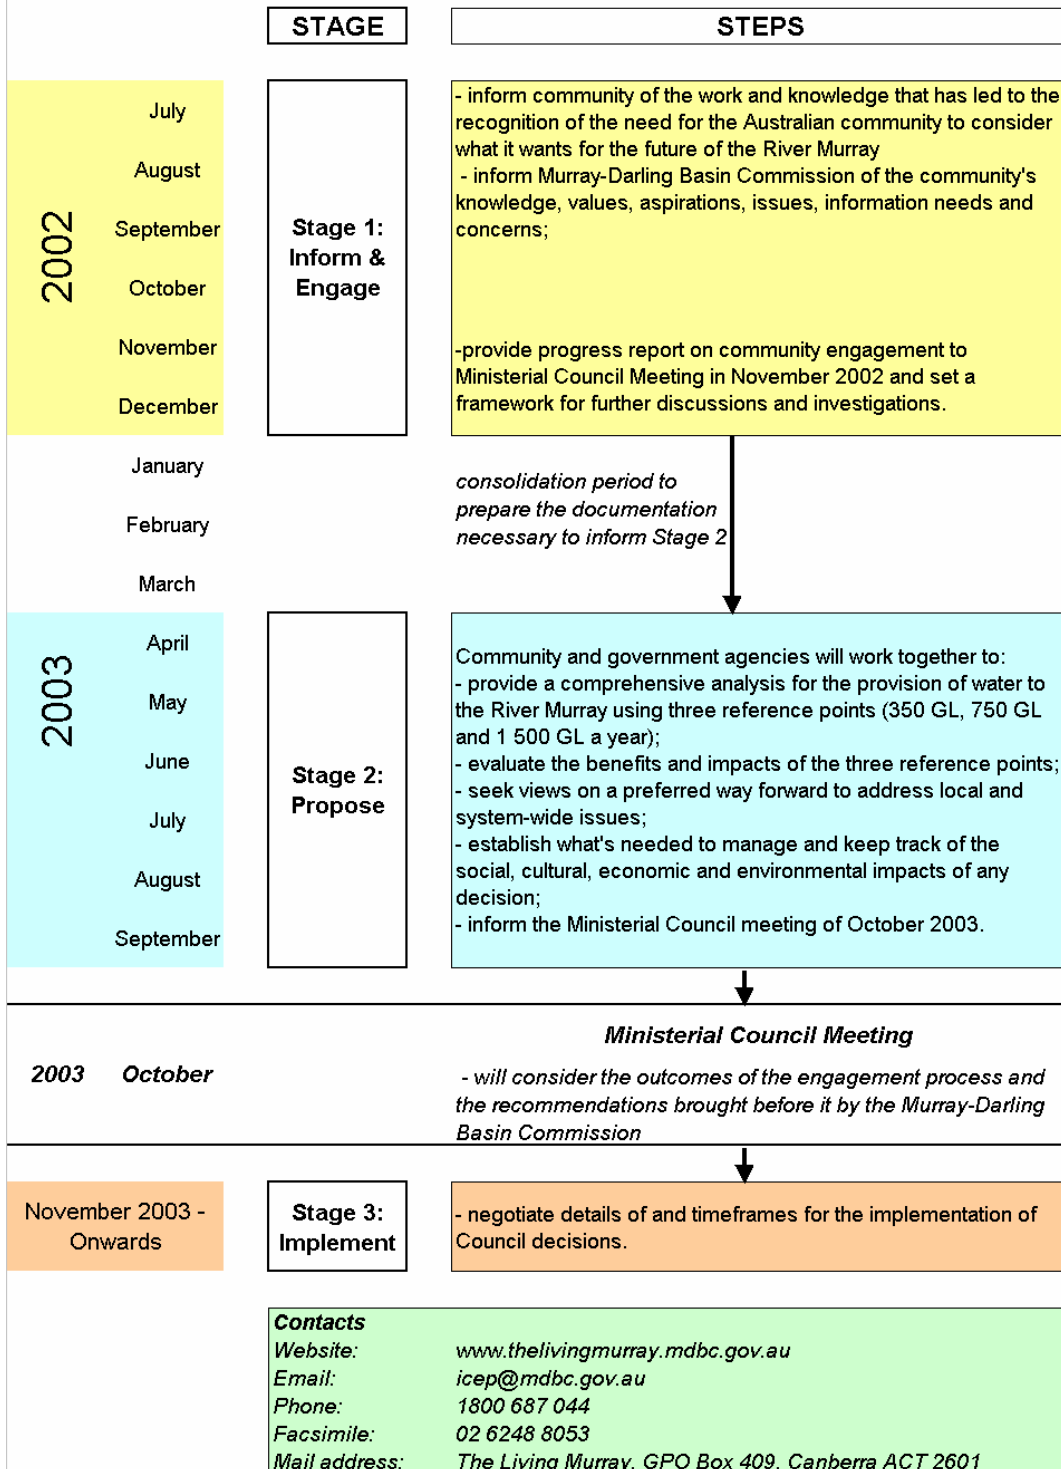 STAGE
STEPS
2002
July
August
September
October
November
December
Stage 1:
Inform &
Engage
- inform community of the work and knowledge that has led to the
recognition of the need for the Australian community to consider
what it wants for the future of the River Murray
- inform Murray-Darling Basin Commission of the community's
knowledge, values, aspirations, issues, information needs and
concerns;
-provide progress report on community engagement to
Ministerial Council Meeting in November 2002 and set a
framework for further discussions and investigations.
January
February
March
consolidation period to
prepare the documentation
necessary to inform Stage 2
2003
April
May
June
July
August
September
Stage 2:
Propose
Community and government agencies will work together to:
- provide a comprehensive analysis for the provision of water to
the River Murray using three reference points (350 GL, 750 GL
and 1 500 GL a year);
- evaluate the benefits and impacts of the three reference points;
- seek views on a preferred way forward to address local and
system-wide issues;
- establish what's needed to manage and keep track of the
social, cultural, economic and environmental impacts of any
decision;
- inform the Ministerial Council meeting of October 2003.
2003 October
Ministerial Council Meeting
- will consider the outcomes of the engagement process and
the recommendations brought before it by the Murray-Darling
Basin Commission
November 2003 -
Onwards
Stage 3:
Implement
- negotiate details of and timeframes for the implementation of
Council decisions.
Contacts
Website: www.thelivingmurray.mdbc.gov.au
Email: icep@mdbc.gov.au
Phone: 1800 687 044
Facsimile: 02 6248 8053
Mail address: The Living Murray, GPO Box 409, Canberra ACT 2601